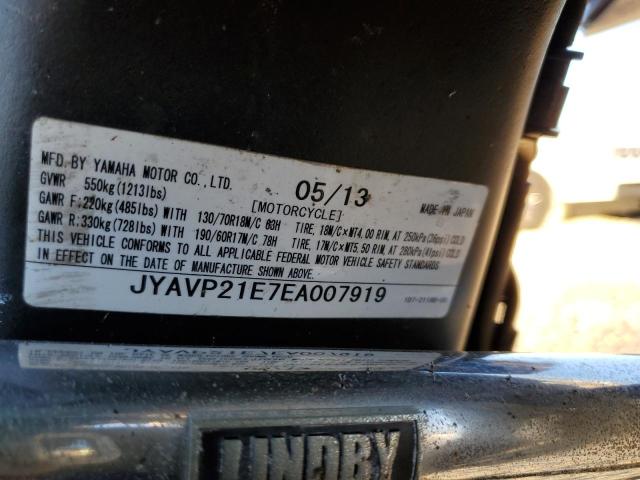 MFD. BY YAMAHA MOTOR CO., LTD. 05/13
GVWR 550kg(1213lbs) [MOTORCYCLE] MADE IN JAPAN
GAWR F:220kg(485lbs) WITH 130/70R18M/C 63H TIRE, 18M/C×MT4.00 RIM, AT 250kPa(36psi) COLD
GAWR R:330kg(728lbs) WITH 190/60R17M/C 78H TIRE, 17M/C×MT5.50 RIM, AT 280kPa(41psi) COLD
THIS VEHICLE CONFORMS TO ALL APPLICABLE FEDERAL MOTOR VEHICLE SAFETY STANDARDS
IN EFFECT ON THE DATE OF MANUFACTURE SHOWN ABOVE.
JYAVP21E7EA007919
LINDBY